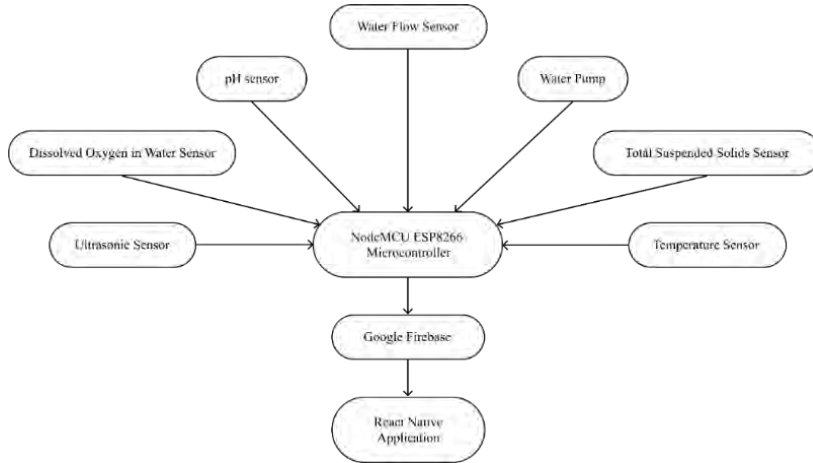 Water Flow Sensor
pH sensor
Water Pump
Dissolved Oxygen in Water Sensor
Total Suspended Solids Sensor
Ultrasonic Sensor
NodeMCU ESP8266
Microcontroller
Temperature Sensor
Google Firebase
React Native
Application